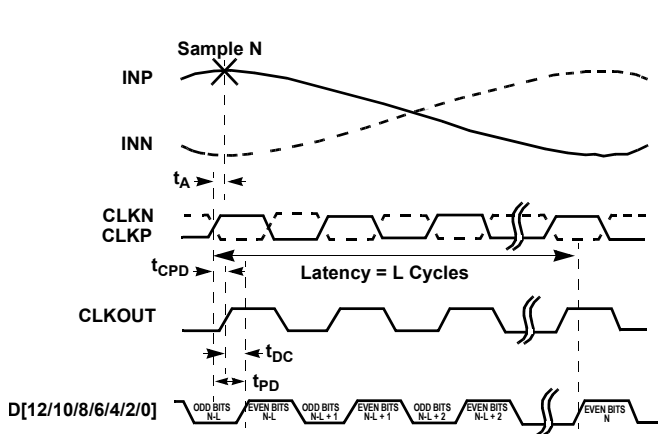 Sample N
INP
INN
tA
CLKN
CLKP
tCPD
Latency = L Cycles
CLKOUT
tDC
tPD
D[12/10/8/6/4/2/0]
ODD BITS N-L
EVEN BITS N-L
ODD BITS N-L + 1
EVEN BITS N-L + 1
ODD BITS N-L + 2
EVEN BITS N-L + 2
EVEN BITS N